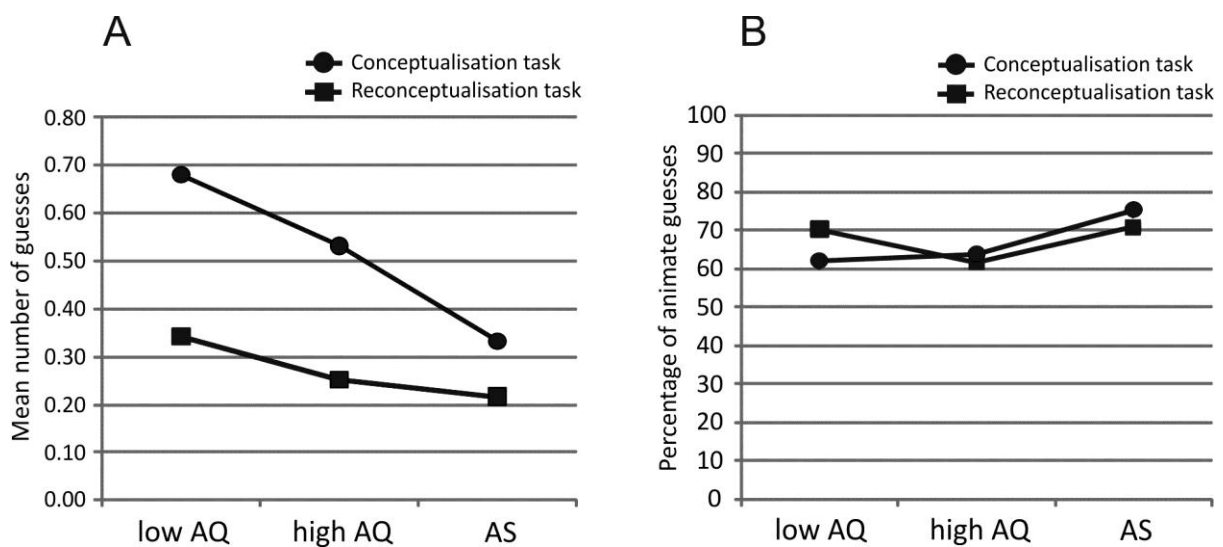 A
Conceptualisation task
Reconceptualisation task
Mean number of guesses
0.80
0.70
0.60
0.50
0.40
0.30
0.20
0.10
0.00
low AQ
high AQ
AS
B
Conceptualisation task
Reconceptualisation task
Percentage of animate guesses
100
90
80
70
60
50
40
30
20
10
0
low AQ
high AQ
AS